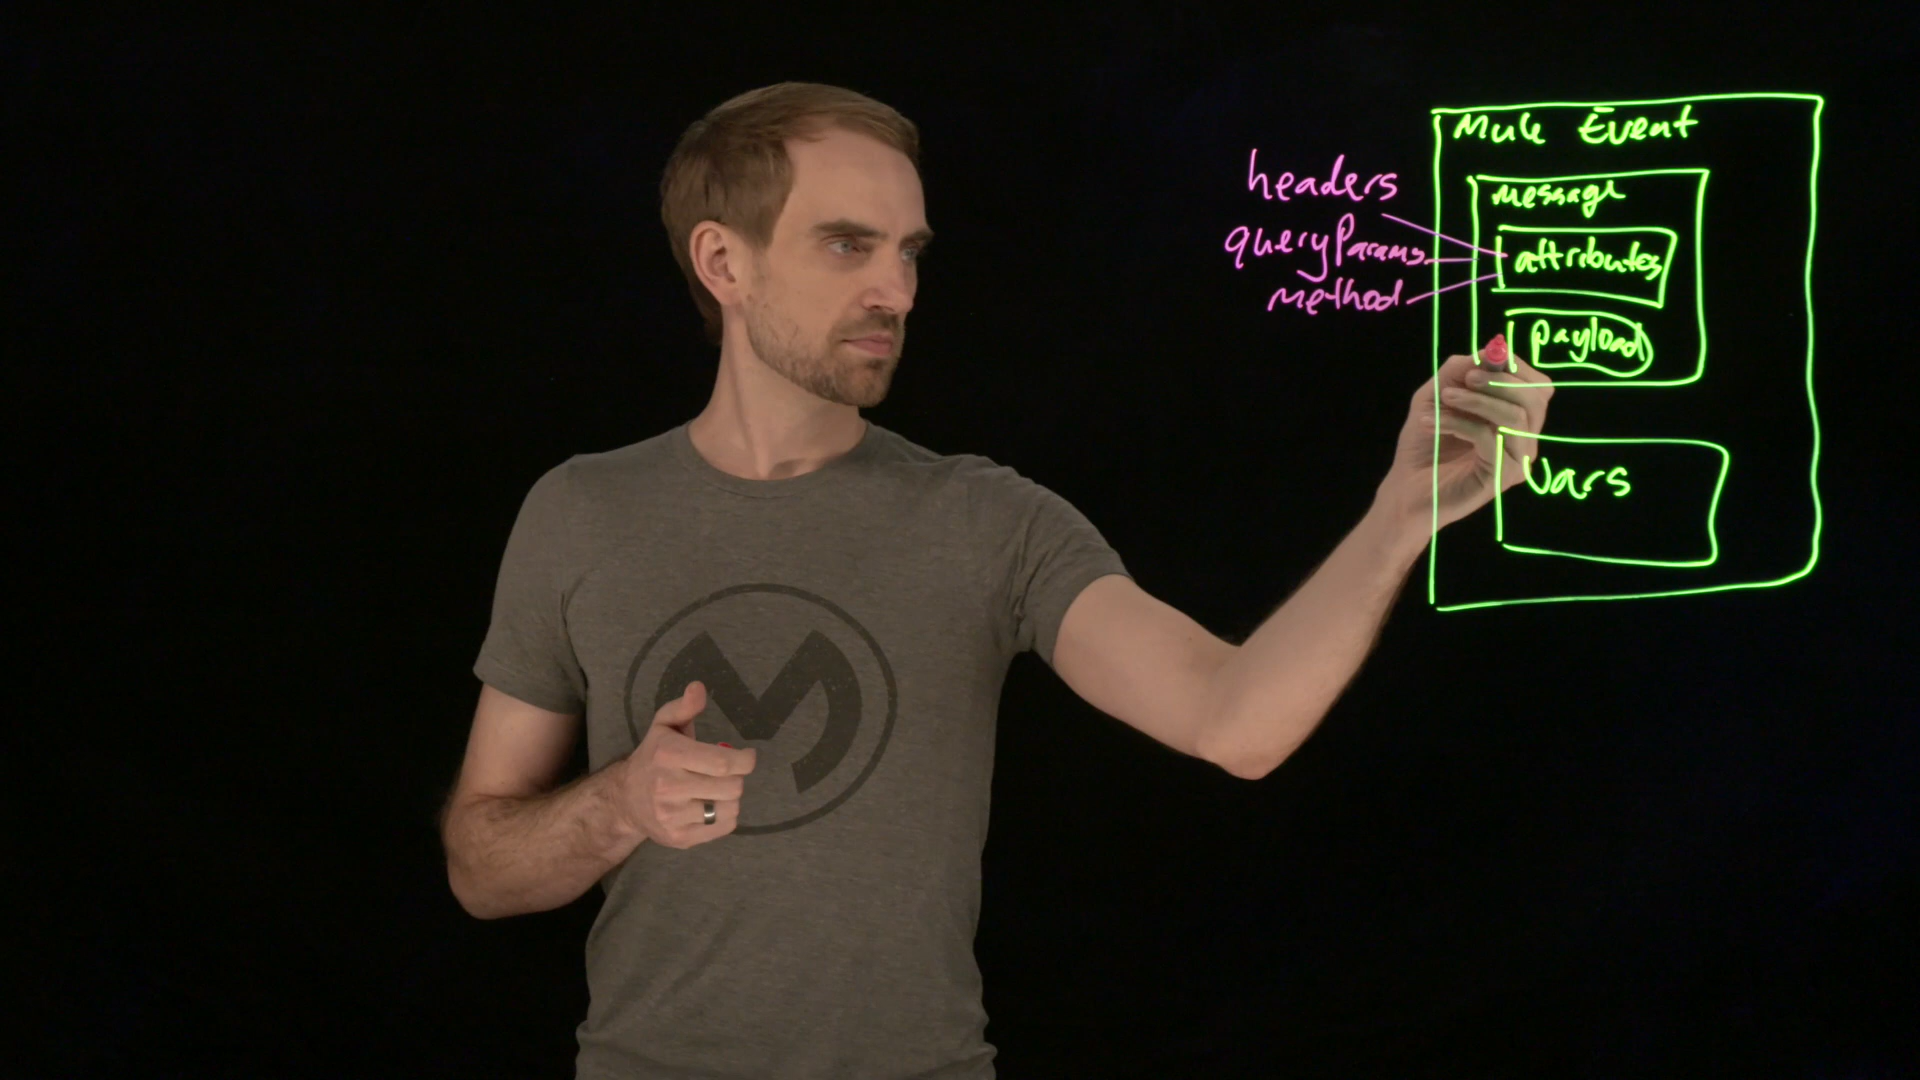 Mule Event
message
headers
queryParams
method
attributes
payload
Vars